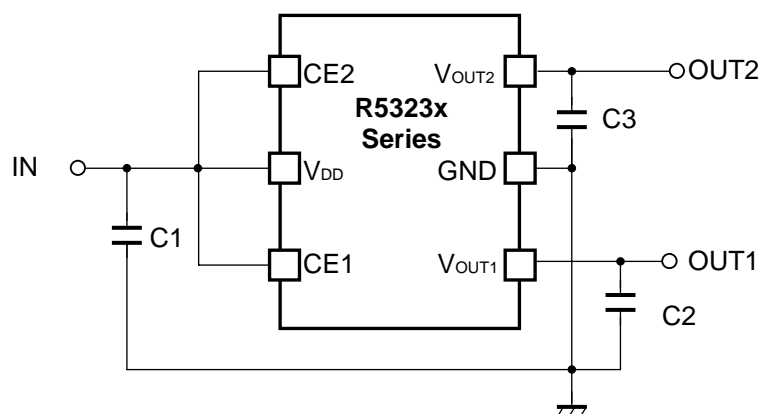 CE2
VOUT2
OUT2
R5323x
Series
C3
IN
VDD
GND
C1
CE1
VOUT1
OUT1
C2